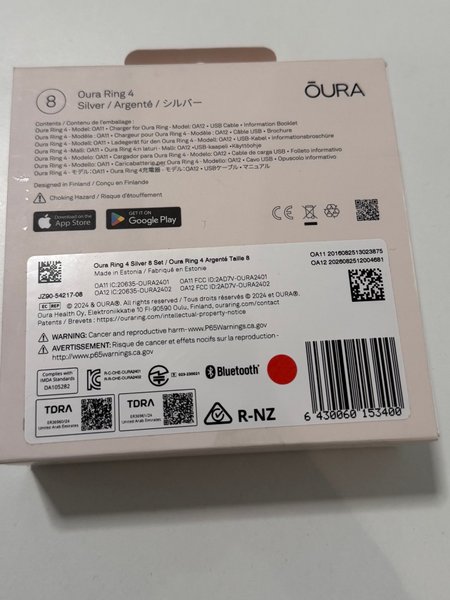 8
Oura Ring 4
Silver / Argenté / シルバー
ŌURA
Contents / Contenu de l'emballage :
Oura Ring 4 - Model: OA11 • Charger for Oura Ring - Model: OA12 • USB Cable • Information Booklet
Oura Ring 4 - Modèle : OA11 • Chargeur pour Oura Ring 4 - Modèle : OA12 • Câble USB • Brochure
Oura Ring 4 - Modell: OA11 • Ladegerät für den Oura Ring 4 - Modell: OA12 • USB-Kabel • Informationsbroschüre
Oura Ring 4 - Malli: OA11 • Oura Ring 4:n laturi - Malli: OA12 • USB-kaapeli • Käyttöohje
Oura Ring 4 - Modelo: OA11 • Cargador para Oura Ring 4 - Modelo: OA12 • Cable de carga USB • Folleto informativo
Oura Ring 4 - Modello: OA11 • Caricabatterie per Oura Ring 4 - Modello: OA12 • Cavo USB • Opuscolo informativo
Oura Ring 4 - モデル: OA11 • Oura Ring 4充電器 - モデル: OA12 • USBケーブル • マニュアル
Designed in Finland / Conçu en Finlande
Choking Hazard / Risque d'étouffement
Download on the
App Store
GET IT ON
Google Play
CE
Oura Ring 4 Silver 8 Set / Oura Ring 4 Argenté Taille 8
Made in Estonia / Fabriqué en Estonie
OA11 2016082513023875
OA12 2026082512004681
JZ90-54217-08
OA11 IC:20635-OURA2401 OA11 FCC ID:2AD7V-OURA2401
OA12 IC:20635-OURA2402 OA12 FCC ID:2AD7V-OURA2402
EC REP © 2024 & OURA®. All rights reserved / Tous droits réservés © 2024 et OURA®.
Oura Health Oy, Elektroniikkatie 10 FI-90590 Oulu, Finland / Finlande, ouraring.com
Patents / Brevets : https://ouraring.com/intellectual-property-notice
WARNING: Cancer and reproductive harm - www.P65Warnings.ca.gov
AVERTISSEMENT: Risque de cancer et effets nocifs sur la reproduction
- http://www.p65warnings.ca.gov
Complies with
IMDA Standards
DA105282
R-C-OHE-OURA2401
R-C-OHE-OURA2402
Bluetooth®
TDRA
United Arab Emirates
TDRA
United Arab Emirates
R-NZ
6 430060 153400